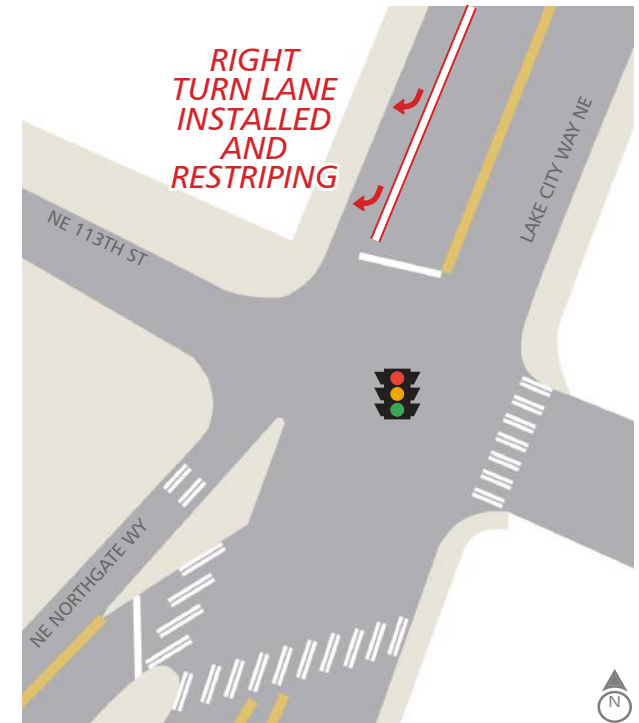 RIGHT
TURN LANE
INSTALLED
AND
RESTRIPING
LAKE CITY WAY NE
NE 113TH ST
NE NORTHGATE WY
N